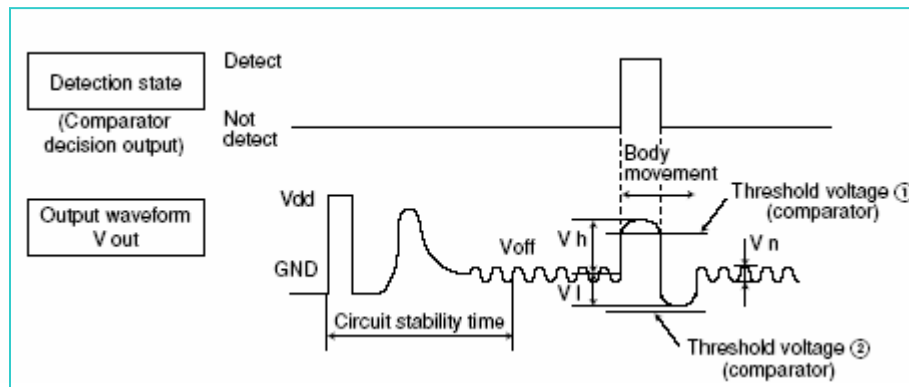 Detection state
(Comparator
decision output)
Detect
Not
detect
Body
movement
Output waveform
V out
Vdd
GND
Voff
V h
V l
V n
Threshold voltage ①
(comparator)
Circuit stability time
Threshold voltage ②
(comparator)